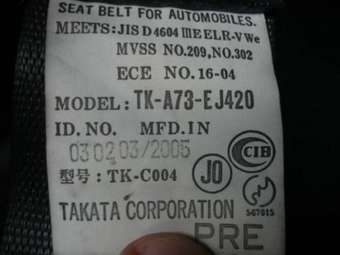 SEAT BELT FOR AUTOMOBILES.
MEETS: JIS D 4604 ⅢE ELR-VWe
MVSS NO.209, NO.302
ECE NO.16-04
MODEL: TK-A73-EJ420
ID.NO. MFD.IN
0302 03/2005
CIB
型号: TK-C004
JO
567015
TAKATA CORPORATION
PRE